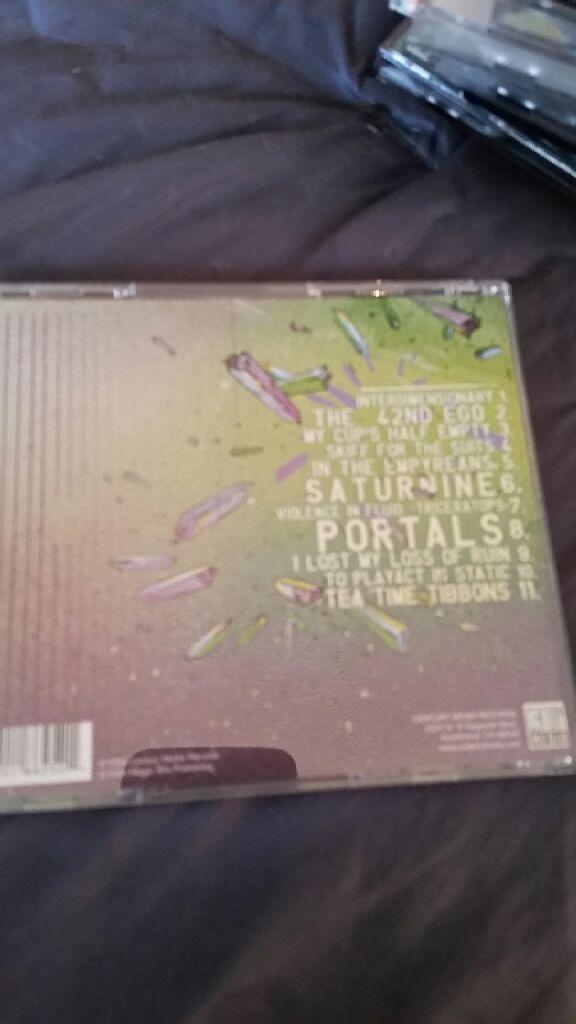 INTERDIMENSIONARY 1.
THE 42ND EGO 2.
MY CUP'S HALF EMPTY 3.
SKIFF FOR THE SUITS 4.
IN THE EMPYREANS 5.
SATURNINE 6.
VIOLENCE IN FLUID TRICERATOPS 7.
PORTALS 8.
I LOST MY LOSS OF RUIN 9.
TO PLAYACT IN STATIC 10.
TEA TIME TIBBONS 11.